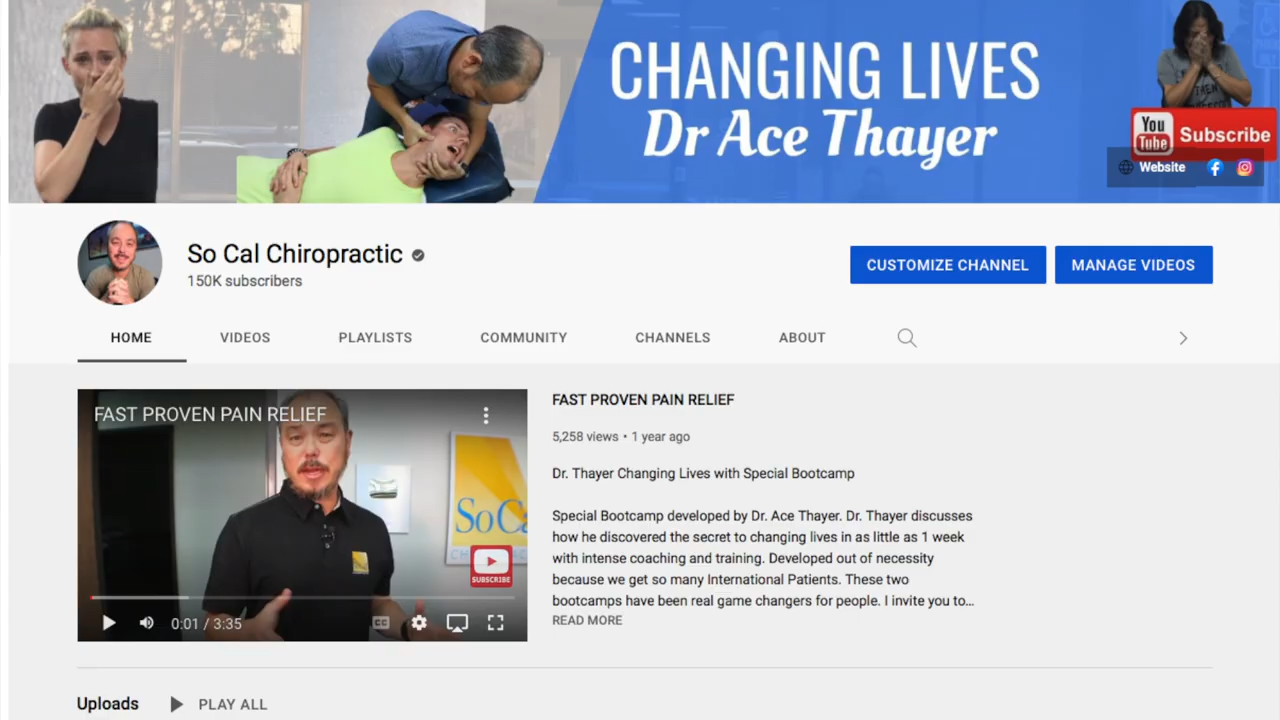 CHANGING LIVES
Dr Ace Thayer
You Tube Subscribe
Website
So Cal Chiropractic
150K subscribers
CUSTOMIZE CHANNEL
MANAGE VIDEOS
HOME VIDEOS PLAYLISTS COMMUNITY CHANNELS ABOUT
FAST PROVEN PAIN RELIEF
SoCa
SUBSCRIBE
0:01 / 3:35
CC
FAST PROVEN PAIN RELIEF
5,258 views • 1 year ago
Dr. Thayer Changing Lives with Special Bootcamp
Special Bootcamp developed by Dr. Ace Thayer. Dr. Thayer discusses
how he discovered the secret to changing lives in as little as 1 week
with intense coaching and training. Developed out of necessity
because we get so many International Patients. These two
bootcamps have been real game changers for people. I invite you to...
READ MORE
Uploads PLAY ALL